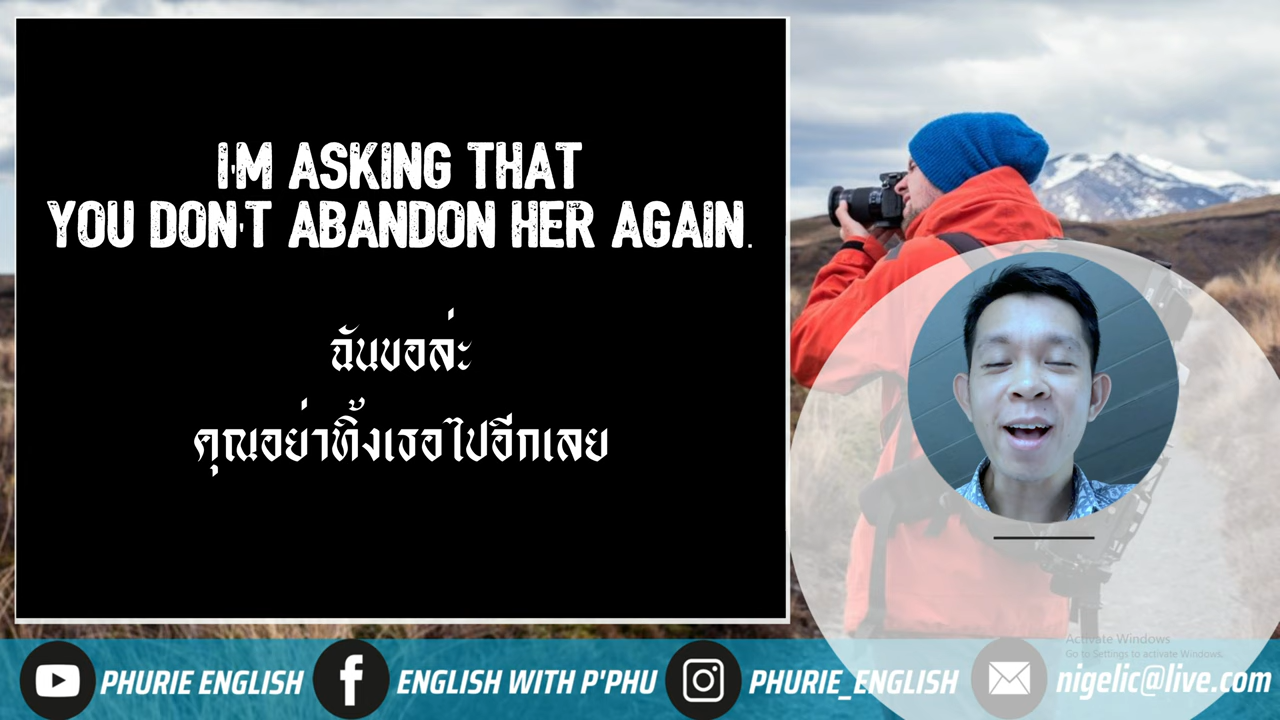 I'M ASKING THAT
YOU DON'T ABANDON HER AGAIN.
ฉันขอล่ะ
คุณอย่าทิ้งเธอไปอีกเลย
Activate Windows
Go to Settings to activate Windows.
PHURIE ENGLISH
ENGLISH WITH P'PHU
PHURIE_ENGLISH
nigelic@live.com